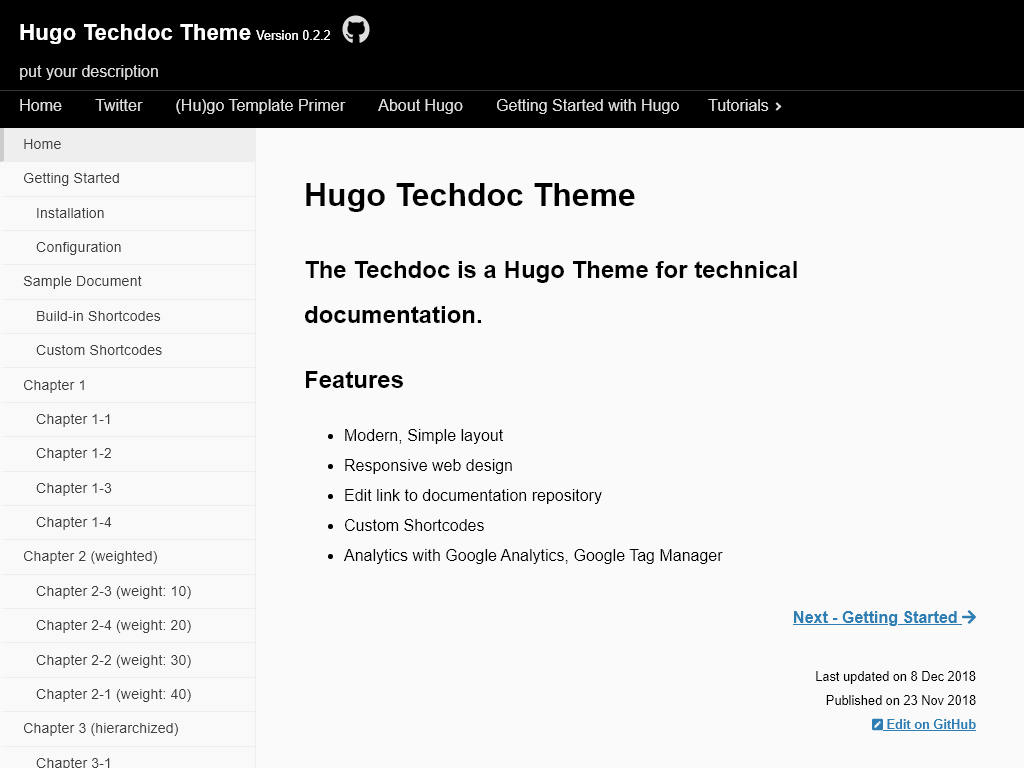 Hugo Techdoc Theme Version 0.2.2
put your description
Home Twitter (Hu)go Template Primer About Hugo Getting Started with Hugo Tutorials
Home
Getting Started
Installation
Configuration
Sample Document
Build-in Shortcodes
Custom Shortcodes
Chapter 1
Chapter 1-1
Chapter 1-2
Chapter 1-3
Chapter 1-4
Chapter 2 (weighted)
Chapter 2-3 (weight: 10)
Chapter 2-4 (weight: 20)
Chapter 2-2 (weight: 30)
Chapter 2-1 (weight: 40)
Chapter 3 (hierarchized)
Chapter 3-1
Hugo Techdoc Theme
The Techdoc is a Hugo Theme for technical
documentation.
Features
• Modern, Simple layout
• Responsive web design
• Edit link to documentation repository
• Custom Shortcodes
• Analytics with Google Analytics, Google Tag Manager
Next - Getting Started
Last updated on 8 Dec 2018
Published on 23 Nov 2018
Edit on GitHub